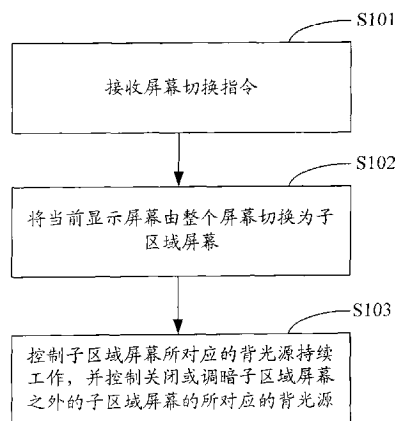 S101
接收屏幕切换指令
S102
将当前显示屏幕由整个屏幕切换为子
区域屏幕
S103
控制子区域屏幕所对应的背光源持续
工作，并控制关闭或调暗子区域屏幕
之外的子区域屏幕的所对应的背光源